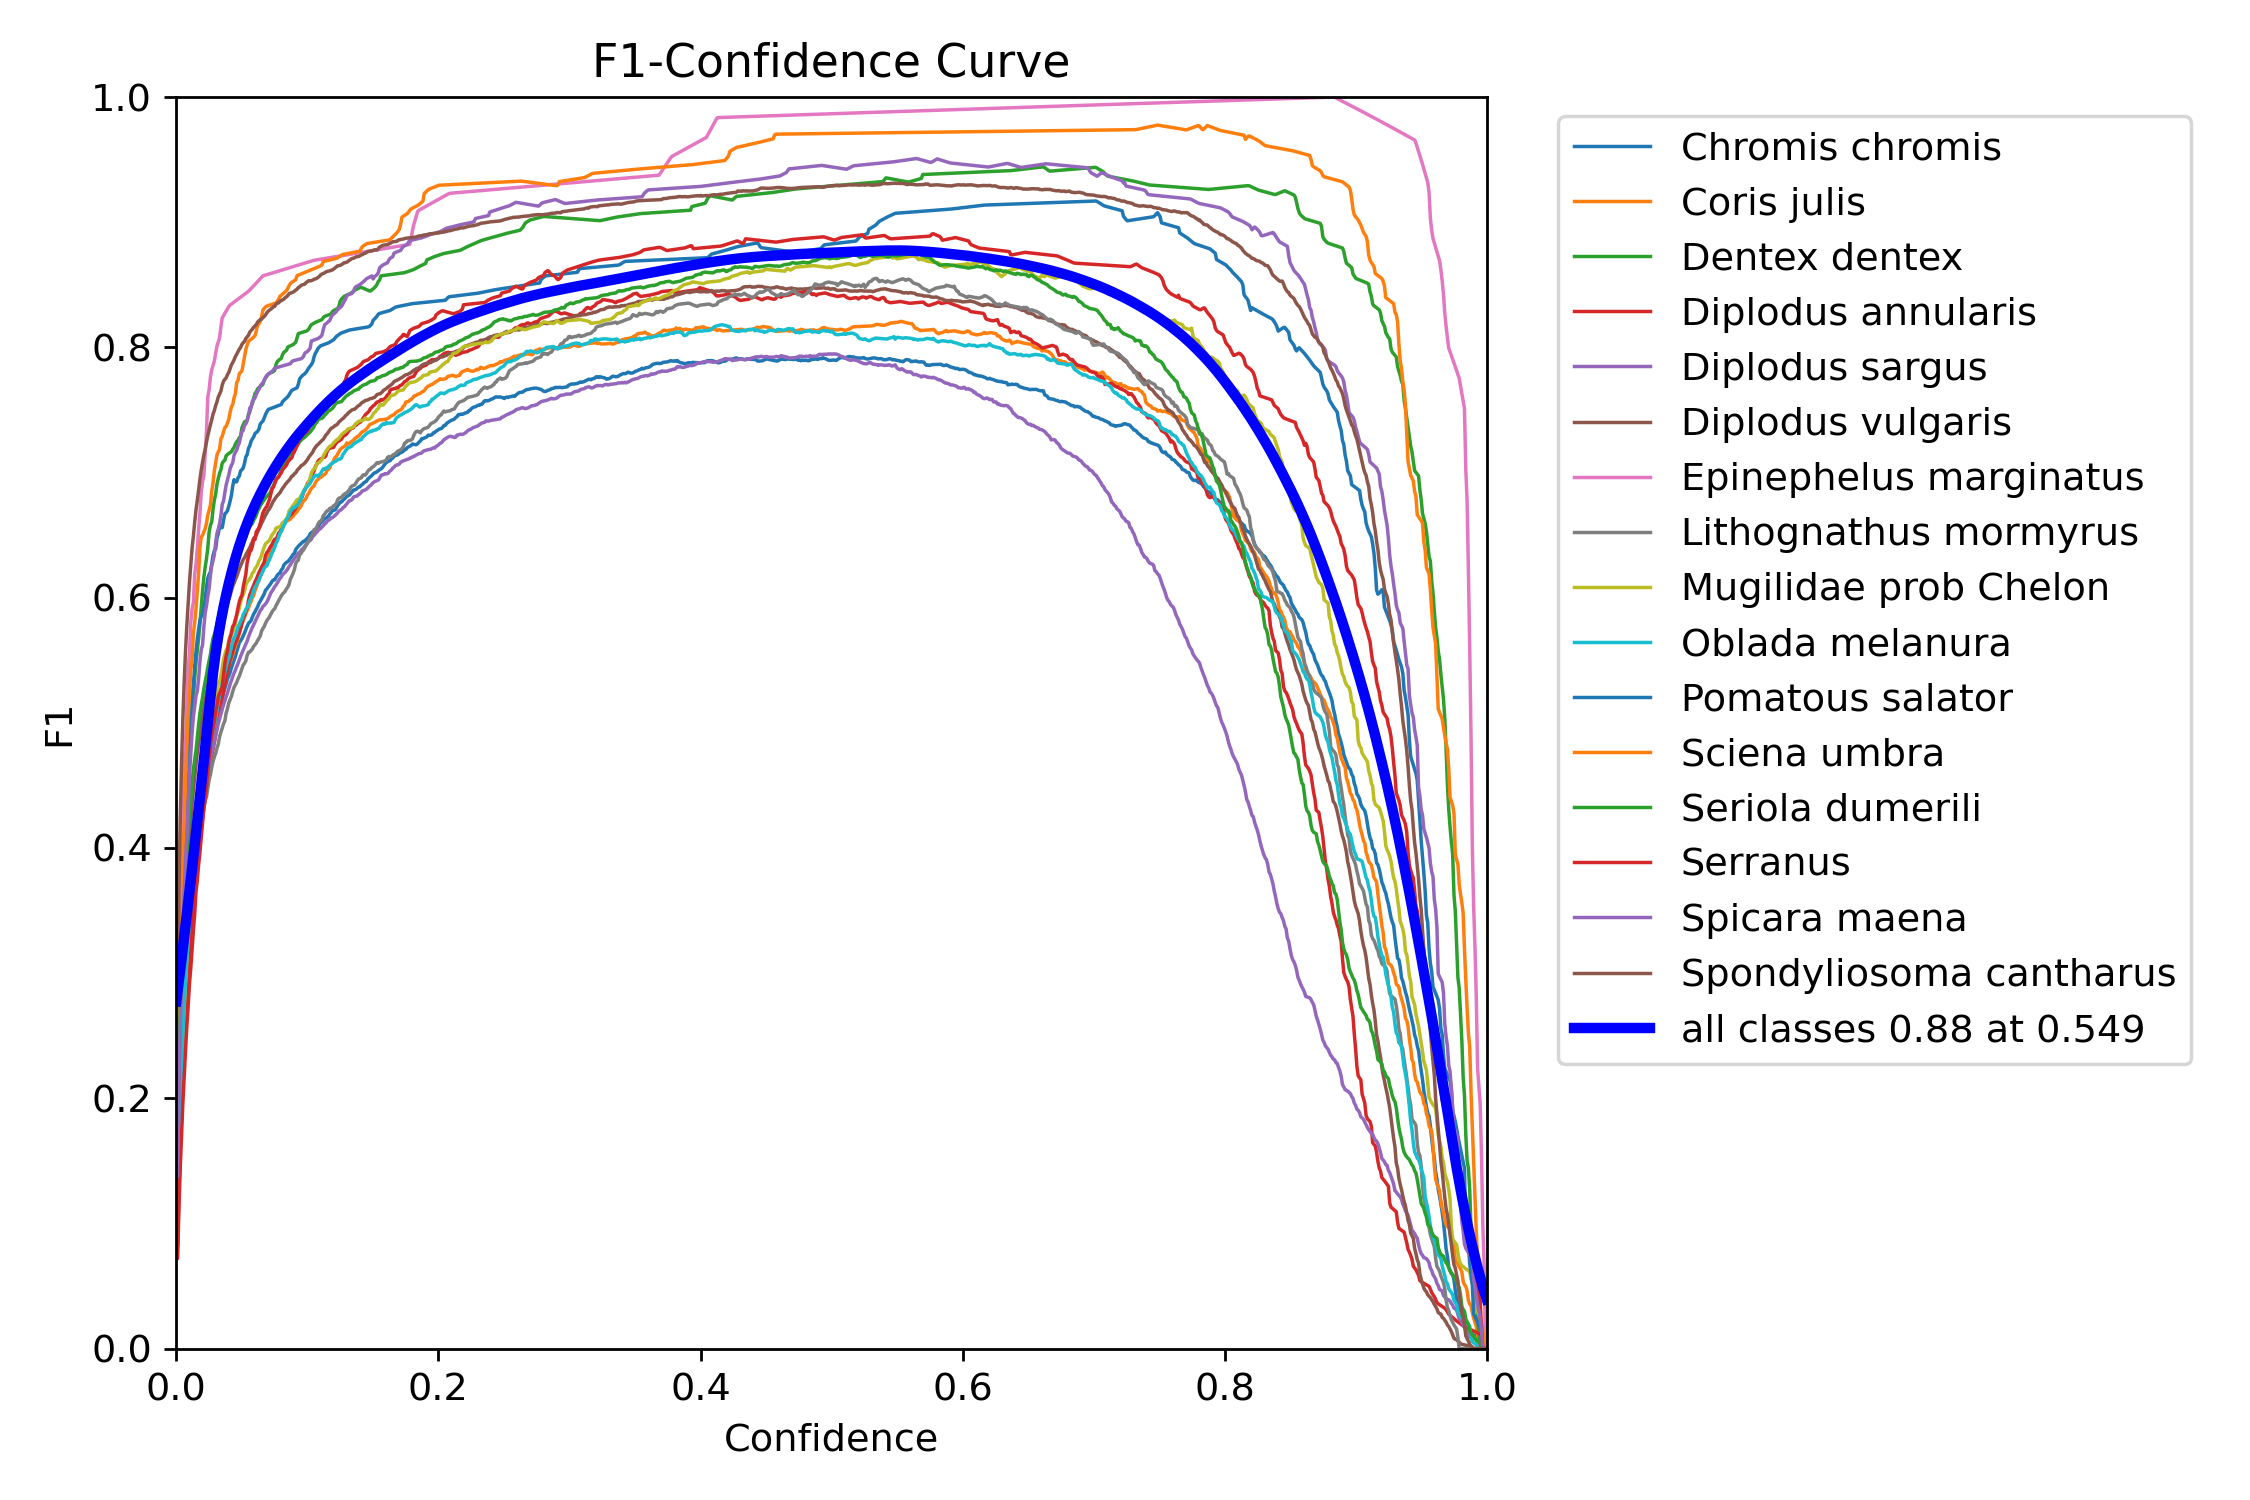 F1-Confidence Curve
1.0
0.8
0.6
0.4
0.2
0.0
F1
0.0 0.2 0.4 0.6 0.8 1.0
Confidence
Chromis chromis
Coris julis
Dentex dentex
Diplodus annularis
Diplodus sargus
Diplodus vulgaris
Epinephelus marginatus
Lithognathus mormyrus
Mugilidae prob Chelon
Oblada melanura
Pomatous salator
Sciena umbra
Seriola dumerili
Serranus
Spicara maena
Spondyliosoma cantharus
all classes 0.88 at 0.549